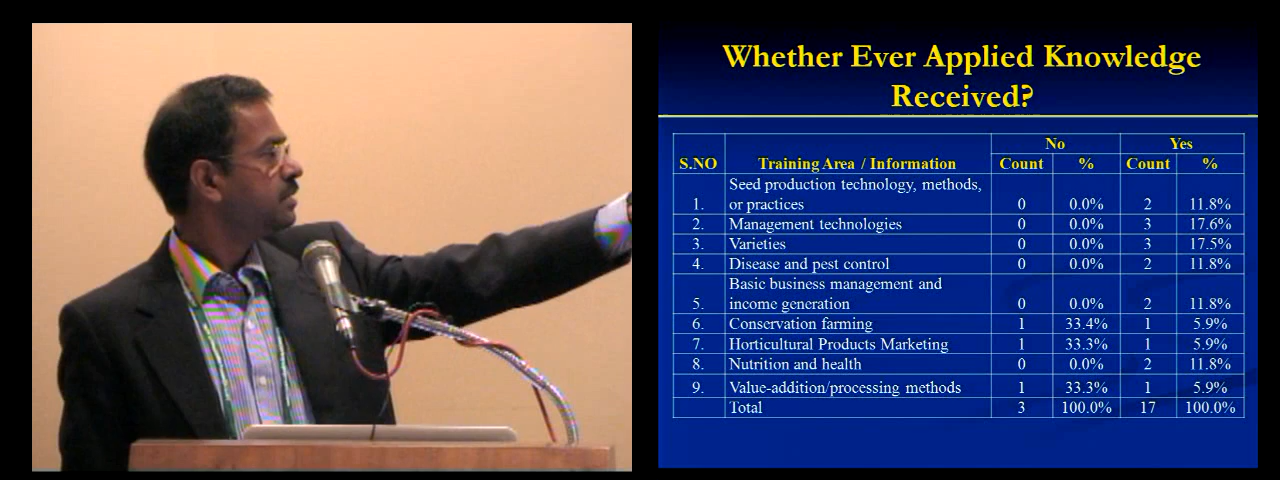 Whether Ever Applied Knowledge
Received?
No Yes
S.NO Training Area / Information Count % Count %
Seed production technology, methods,
1. or practices 0 0.0% 2 11.8%
2. Management technologies 0 0.0% 3 17.6%
3. Varieties 0 0.0% 3 17.5%
4. Disease and pest control 0 0.0% 2 11.8%
Basic business management and
5. income generation 0 0.0% 2 11.8%
6. Conservation farming 1 33.4% 1 5.9%
7. Horticultural Products Marketing 1 33.3% 1 5.9%
8. Nutrition and health 0 0.0% 2 11.8%
9. Value-addition/processing methods 1 33.3% 1 5.9%
Total 3 100.0% 17 100.0%